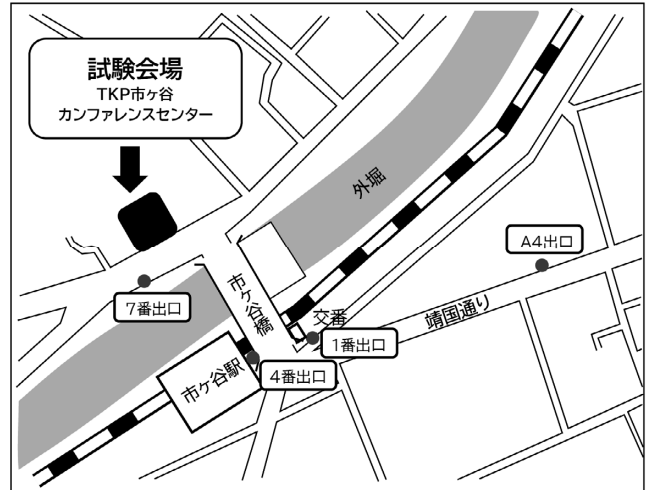 試験会場
TKP市ヶ谷
カンファレンスセンター
外堀
A4出口
7番出口
市ヶ谷橋
交番
靖国通り
1番出口
市ケ谷駅
4番出口